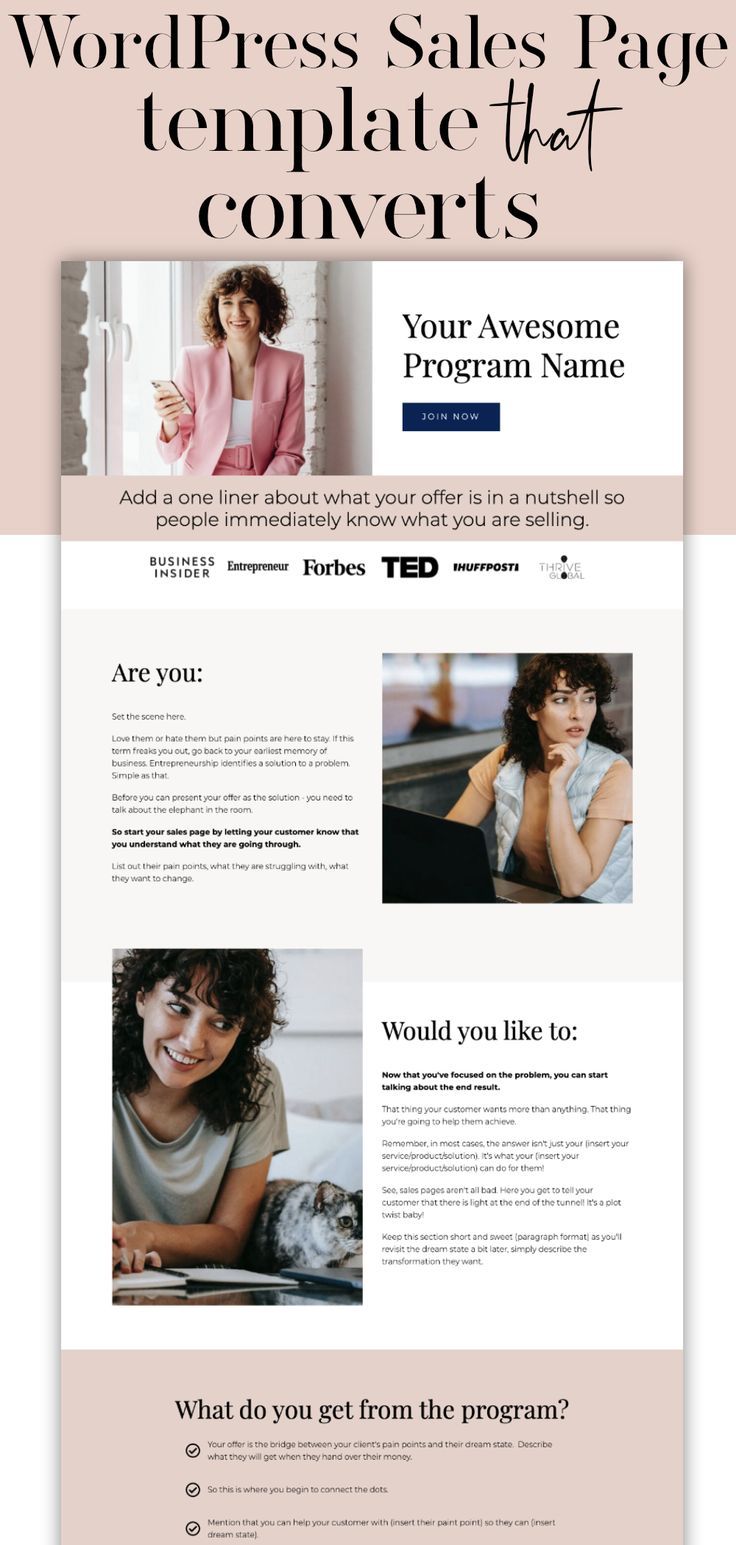 WordPress Sales Page
template that
converts
Your Awesome
Program Name
JOIN NOW
Add a one liner about what your offer is in a nutshell so
people immediately know what you are selling.
BUSINESS
INSIDER
Entrepreneur
Forbes
TED
IHUFFPOSTI
THRIVE
GLOBAL
Are you:
Set the scene here.
Love them or hate them but pain points are here to stay. If this
term freaks you out, go back to your earliest memory of
business. Entrepreneurship identifies a solution to a problem.
Simple as that.
Before you can present your offer as the solution - you need to
talk about the elephant in the room.
So start your sales page by letting your customer know that
you understand what they are going through.
List out their pain points, what they are struggling with, what
they want to change.
Would you like to:
Now that you've focused on the problem, you can start
talking about the end result.
That thing your customer wants more than anything. That thing
you're going to help them achieve.
Remember, in most cases, the answer isn't just your (insert your
service/product/solution). It's what your (insert your
service/product/solution) can do for them!
See, sales pages aren't all bad. Here you get to tell your
customer that there is light at the end of the tunnel! It's a plot
twist baby!
Keep this section short and sweet (paragraph format) as you'll
revisit the dream state a bit later, simply describe the
transformation they want.
What do you get from the program?
Your offer is the bridge between your client's pain points and their dream state. Describe
what they will get when they hand over their money.
So this is where you begin to connect the dots.
Mention that you can help your customer with (insert their paint point) so they can (insert
dream state).